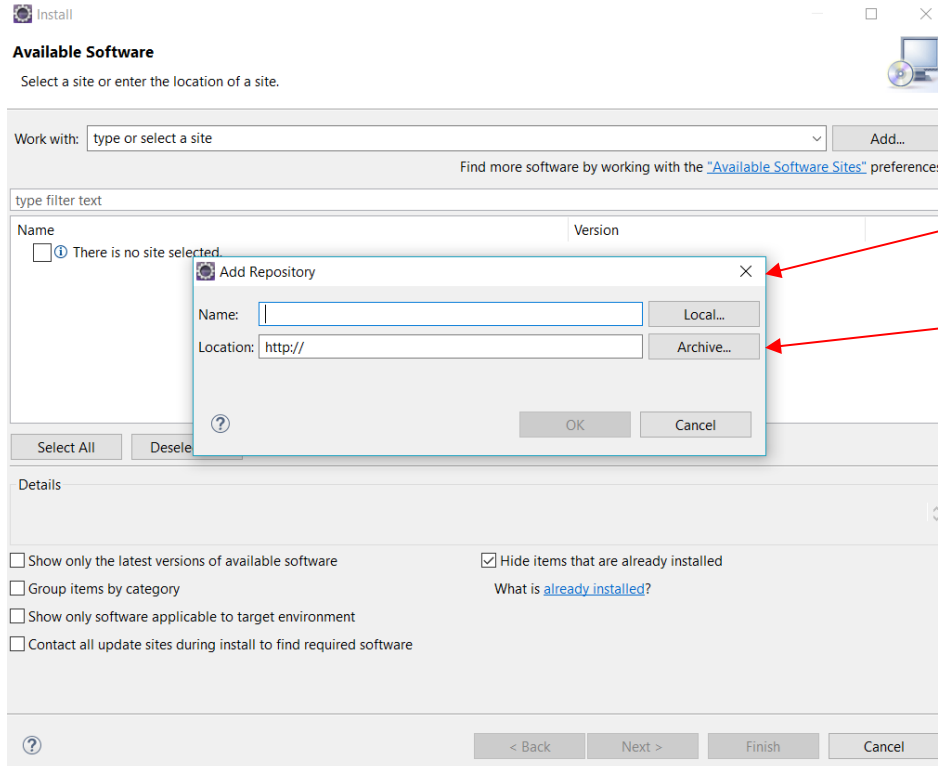 Install
Available Software
Select a site or enter the location of a site.
Work with: type or select a site Add...
Find more software by working with the "Available Software Sites" preferences
type filter text
Name Version
There is no site selected.
Add Repository
Name: Local...
Location: http:// Archive...
? OK Cancel
Select All Desele
Details
Show only the latest versions of available software Hide items that are already installed
Group items by category What is already installed?
Show only software applicable to target environment
Contact all update sites during install to find required software
? < Back Next > Finish Cancel